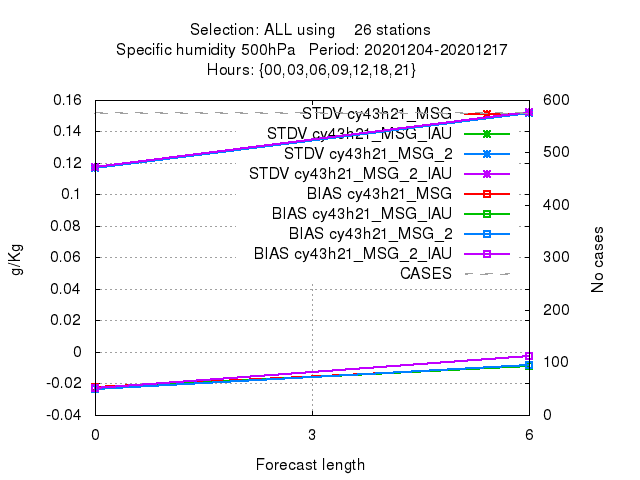 Selection: ALL using 26 stations
Specific humidity 500hPa Period: 20201204-20201217
Hours: {00,03,06,09,12,18,21}
STDV cy43h21_MSG
STDV cy43h21_MSG_IAU
STDV cy43h21_MSG_2
STDV cy43h21_MSG_2_IAU
BIAS cy43h21_MSG
BIAS cy43h21_MSG_IAU
BIAS cy43h21_MSG_2
BIAS cy43h21_MSG_2_IAU
CASES
0.16
0.14
0.12
0.1
0.08
0.06
0.04
0.02
0
-0.02
-0.04
g/Kg
600
500
400
300
200
100
0
No cases
0 3 6
Forecast length